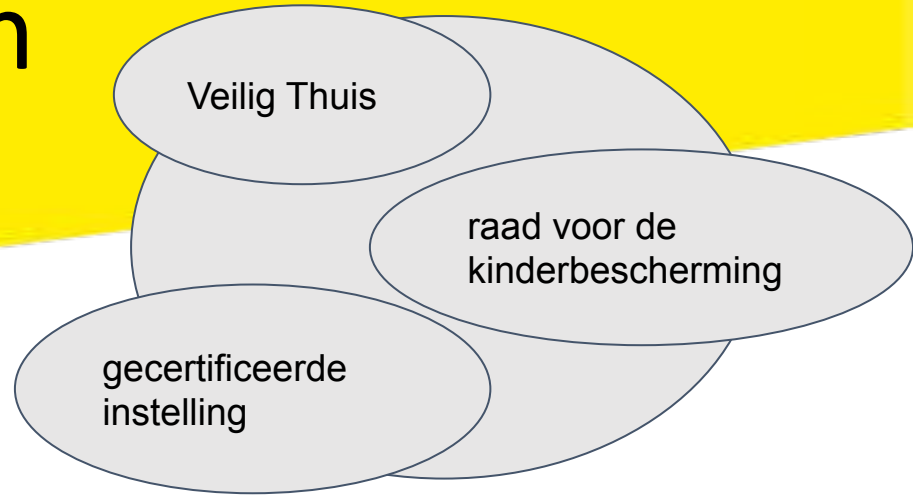 n
Veilig Thuis
raad voor de
kinderbescherming
gecertificeerde
instelling